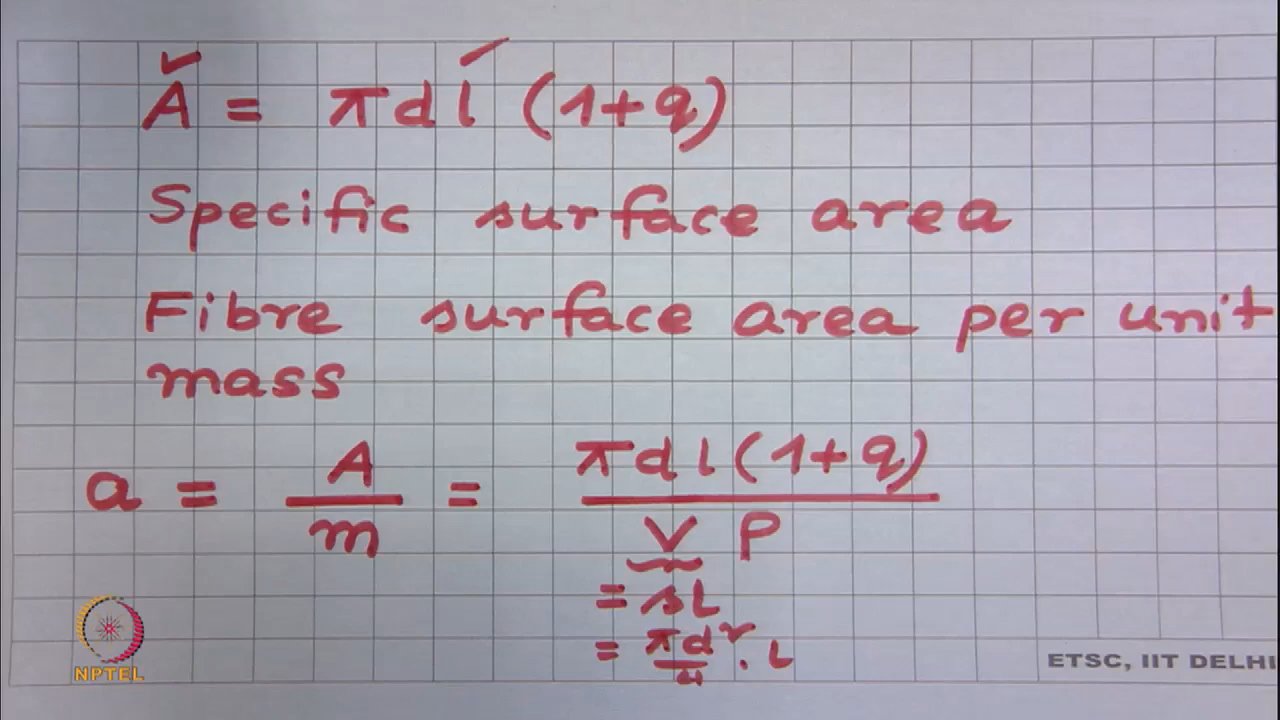 A = πdl (1+q)
Specific surface area
Fibre surface area per unit
mass
a = A/m = πdl(1+q)/Vρ
= sl
= πd²/4 . l
NPTEL
ETSC, IIT DELHI